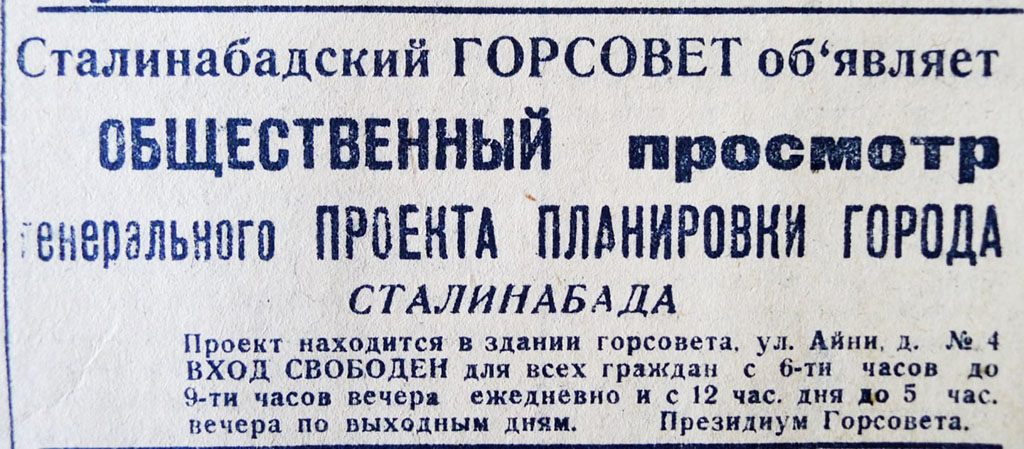 Сталинабадский ГОРСОВЕТ об‘являет
ОБЩЕСТВЕННЫЙ просмотр
генерального ПРОЕКТА ПЛАНИРОВКИ ГОРОДА
СТАЛИНАБАДА
Проект находится в здании горсовета, ул. Айни, д. № 4
ВХОД СВОБОДЕН для всех граждан с 6-ти часов до
9-ти часов вечера ежедневно и с 12 час. дня до 5 час.
вечера по выходным дням. Президиум Горсовета.